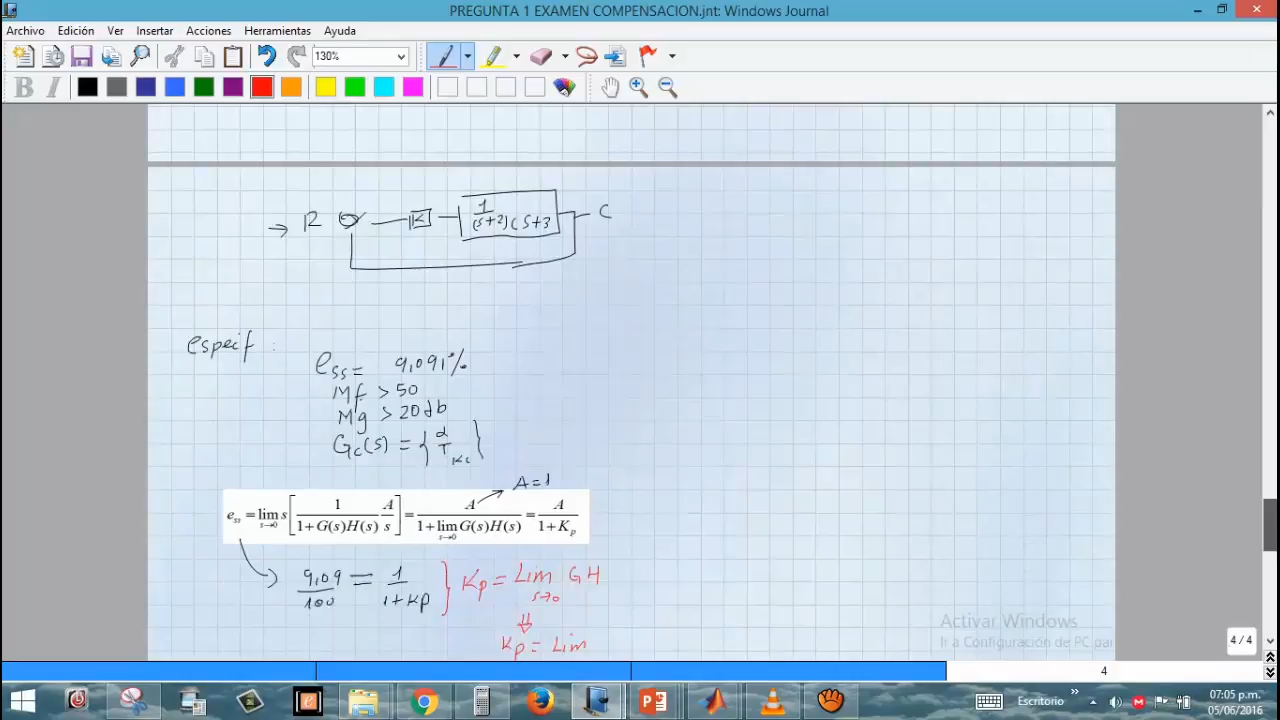 PREGUNTA 1 EXAMEN COMPENSACION.jnt: Windows Journal
Archivo Edición Ver Insertar Acciones Herramientas Ayuda
130%
B I
→ R K 1/(s+2)(s+3 C
especif :
ess = 9,091%
Mf > 50
Mg > 20db
Gc(s) = { α T Kc }
A=1
e_ss = lim s→0 s[ 1/(1+G(s)H(s)) A/s ] = A/(1+lim s→0 G(s)H(s)) = A/(1+K_p)
9,09/100 = 1/(1+Kp) } Kp = Lim s→0 GH
⇓
Kp = Lim
Activar Windows
Ir a Configuración de PC par
4 / 4
4
Escritorio » 07:05 p.m.
05/06/2016